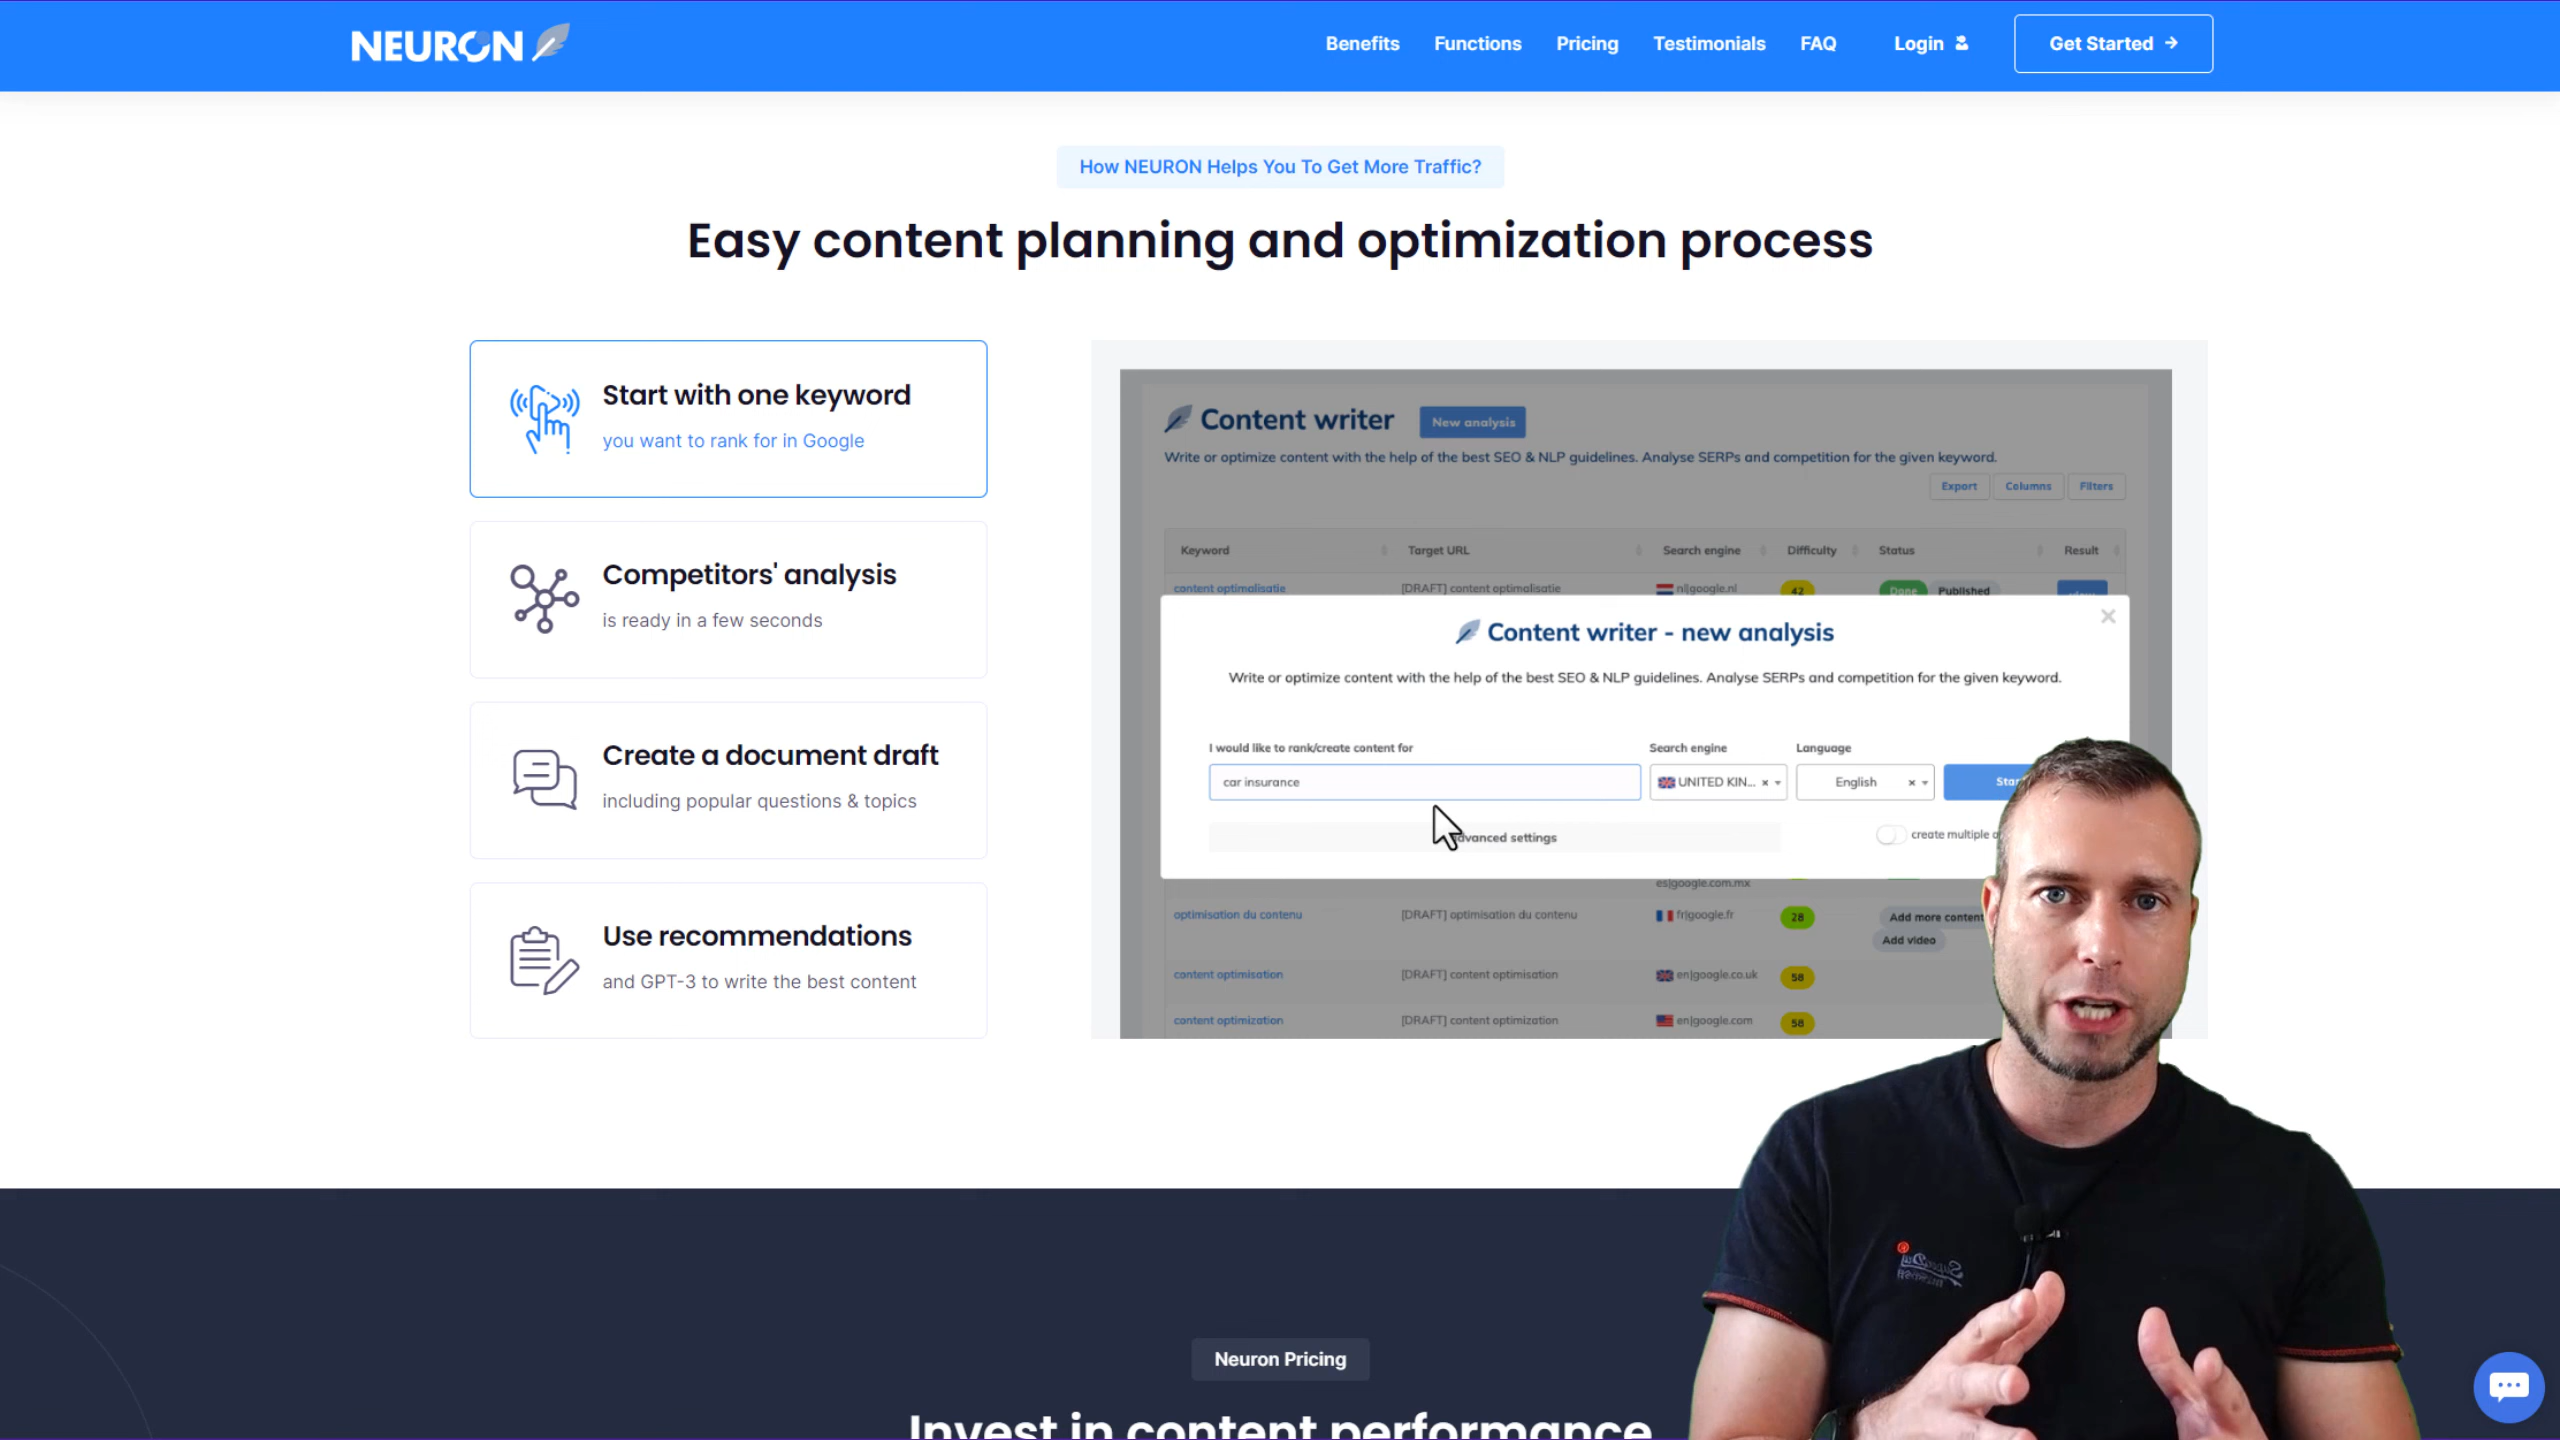 NEURON
Benefits Functions Pricing Testimonials FAQ Login Get Started
How NEURON Helps You To Get More Traffic?
Easy content planning and optimization process
Start with one keyword
you want to rank for in Google
Competitors' analysis
is ready in a few seconds
Create a document draft
including popular questions & topics
Use recommendations
and GPT-3 to write the best content
Content writer New analysis
Write or optimize content with the help of the best SEO & NLP guidelines. Analyse SERPs and competition for the given keyword.
Export Columns Filters
Keyword Target URL Search engine Difficulty Status Result
content optimalisatie [DRAFT] content optimalisatie nl|google.nl 42 Done Published
Content writer - new analysis
Write or optimize content with the help of the best SEO & NLP guidelines. Analyse SERPs and competition for the given keyword.
I would like to rank/create content for Search engine Language
car insurance UNITED KIN... × English × Star
dvanced settings create multiple
es|google.com.mx
optimisation du contenu [DRAFT] optimisation du contenu fr|google.fr 28 Add more content
Add video
content optimisation [DRAFT] content optimisation en|google.co.uk 58
content optimization [DRAFT] content optimization en|google.com 58
Neuron Pricing
Invest in content performance